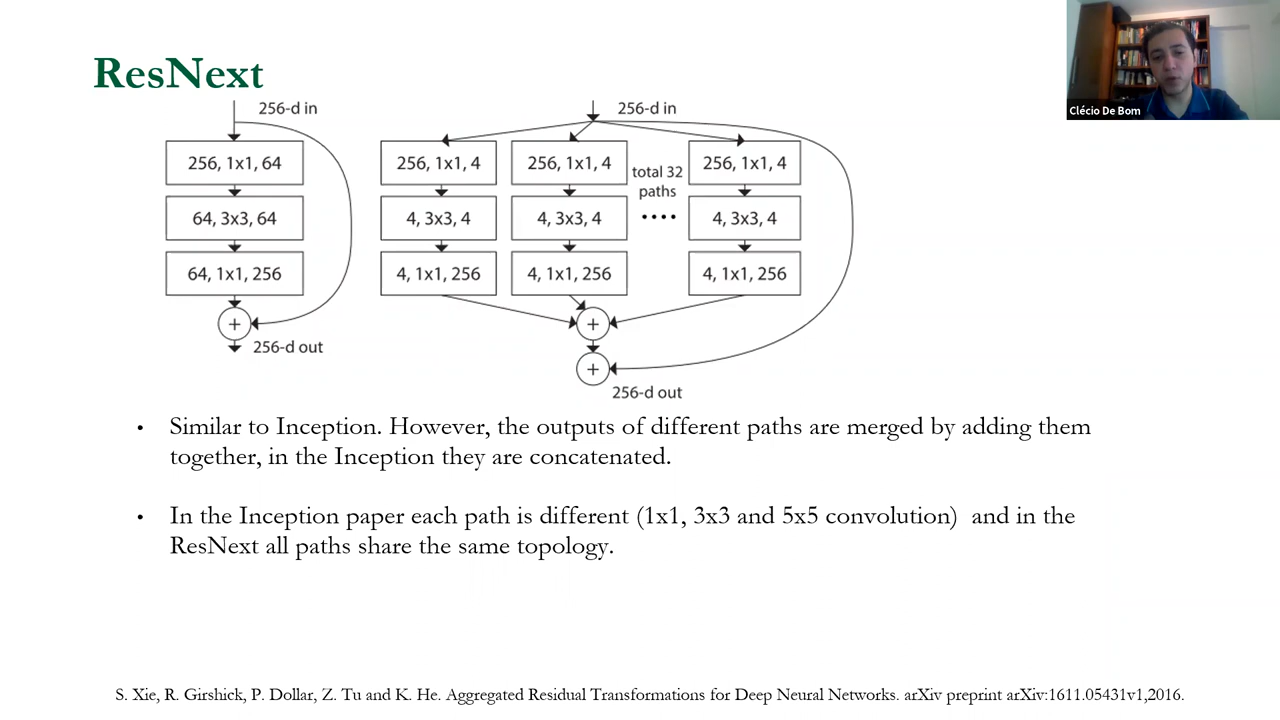 ResNext
Clécio De Bom
256-d in
256, 1x1, 64
64, 3x3, 64
64, 1x1, 256
+
256-d out
256-d in
256, 1x1, 4
256, 1x1, 4
total 32
paths
256, 1x1, 4
4, 3x3, 4
4, 3x3, 4
....
4, 3x3, 4
4, 1x1, 256
4, 1x1, 256
4, 1x1, 256
+
+
256-d out
• Similar to Inception. However, the outputs of different paths are merged by adding them
together, in the Inception they are concatenated.
• In the Inception paper each path is different (1x1, 3x3 and 5x5 convolution) and in the
ResNext all paths share the same topology.
S. Xie, R. Girshick, P. Dollar, Z. Tu and K. He. Aggregated Residual Transformations for Deep Neural Networks. arXiv preprint arXiv:1611.05431v1,2016.